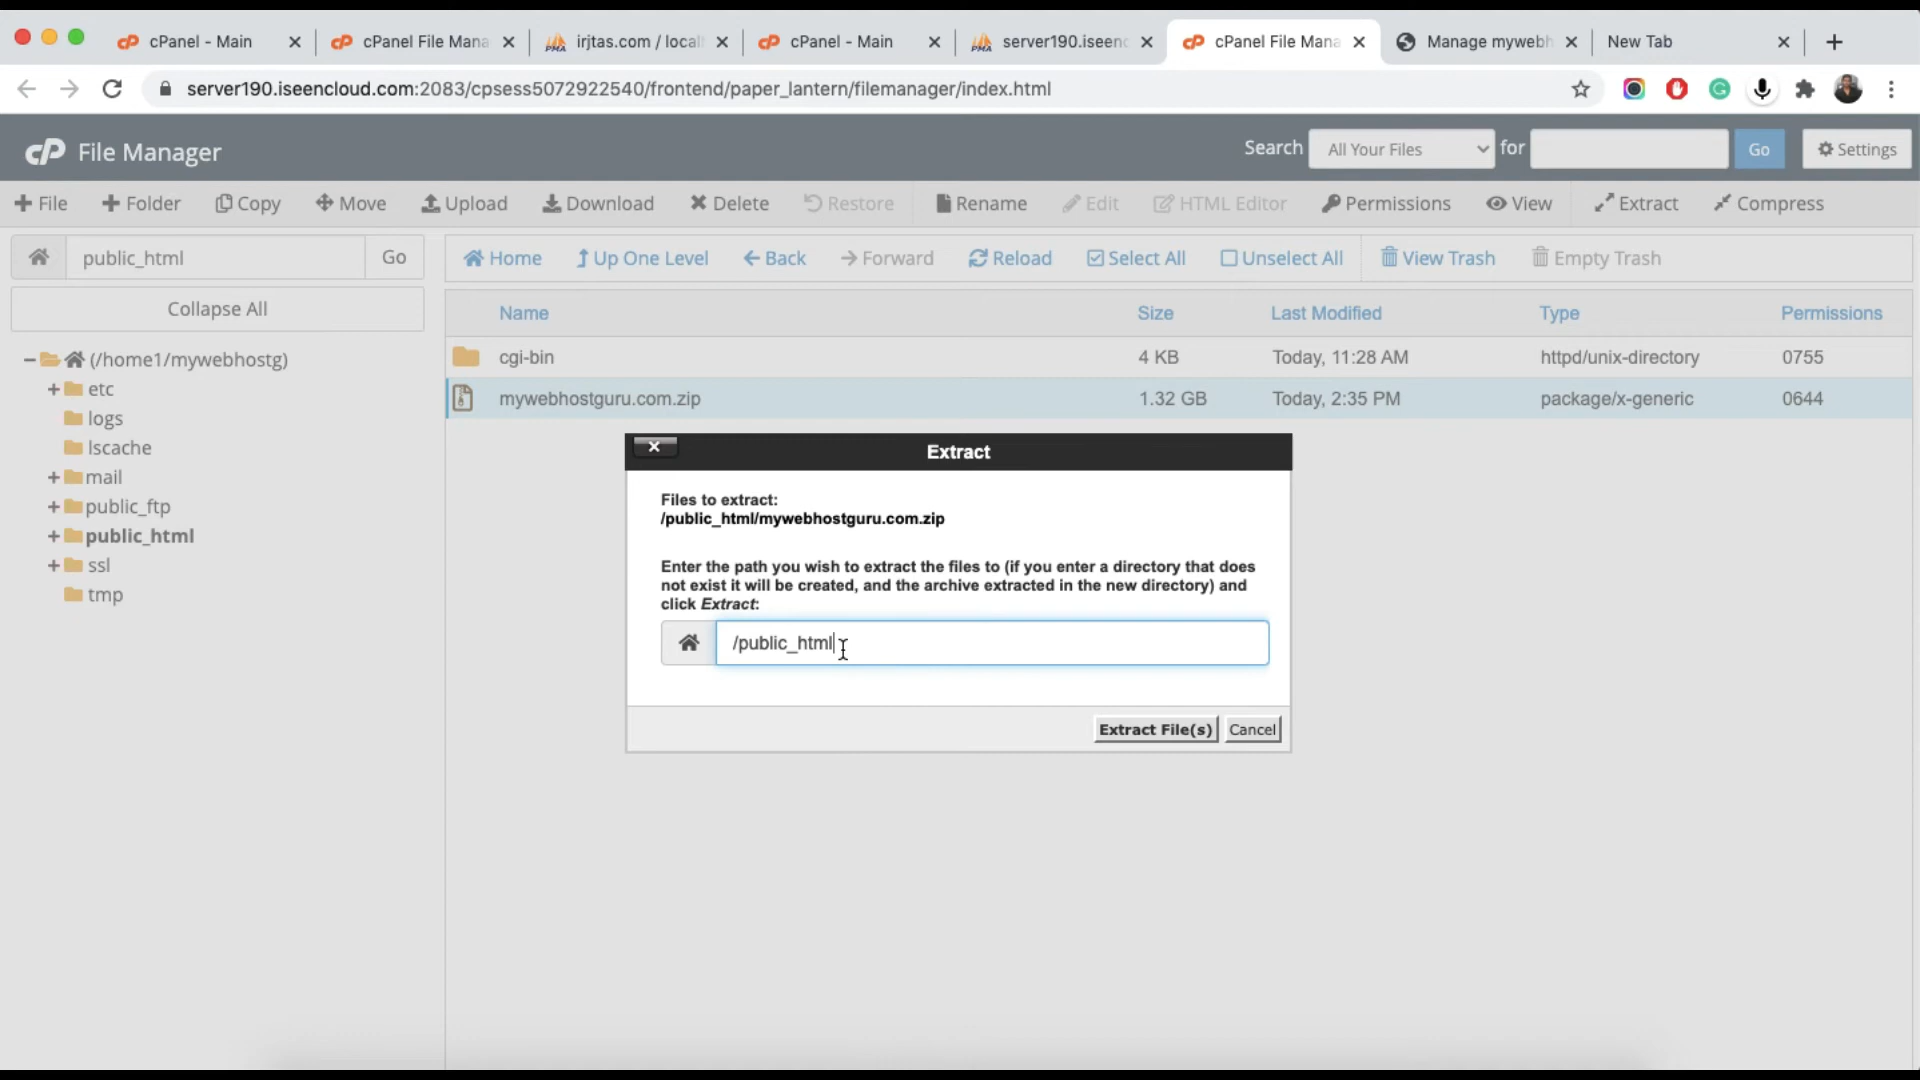 cPanel - Main
cPanel File Mana
irjtas.com / local
cPanel - Main
server190.iseenc
cPanel File Mana
Manage mywebh
New Tab
server190.iseencloud.com:2083/cpsess5072922540/frontend/paper_lantern/filemanager/index.html
cP File Manager
Search All Your Files for Go Settings
File Folder Copy Move Upload Download Delete Restore Rename Edit HTML Editor Permissions View Extract Compress
public_html Go
Home Up One Level Back Forward Reload Select All Unselect All View Trash Empty Trash
Collapse All
Name Size Last Modified Type Permissions
cgi-bin 4 KB Today, 11:28 AM httpd/unix-directory 0755
mywebhostguru.com.zip 1.32 GB Today, 2:35 PM package/x-generic 0644
(/home1/mywebhostg)
etc
logs
lscache
mail
public_ftp
public_html
ssl
tmp
Extract
Files to extract:
/public_html/mywebhostguru.com.zip
Enter the path you wish to extract the files to (if you enter a directory that does
not exist it will be created, and the archive extracted in the new directory) and
click Extract:
/public_html
Extract File(s) Cancel